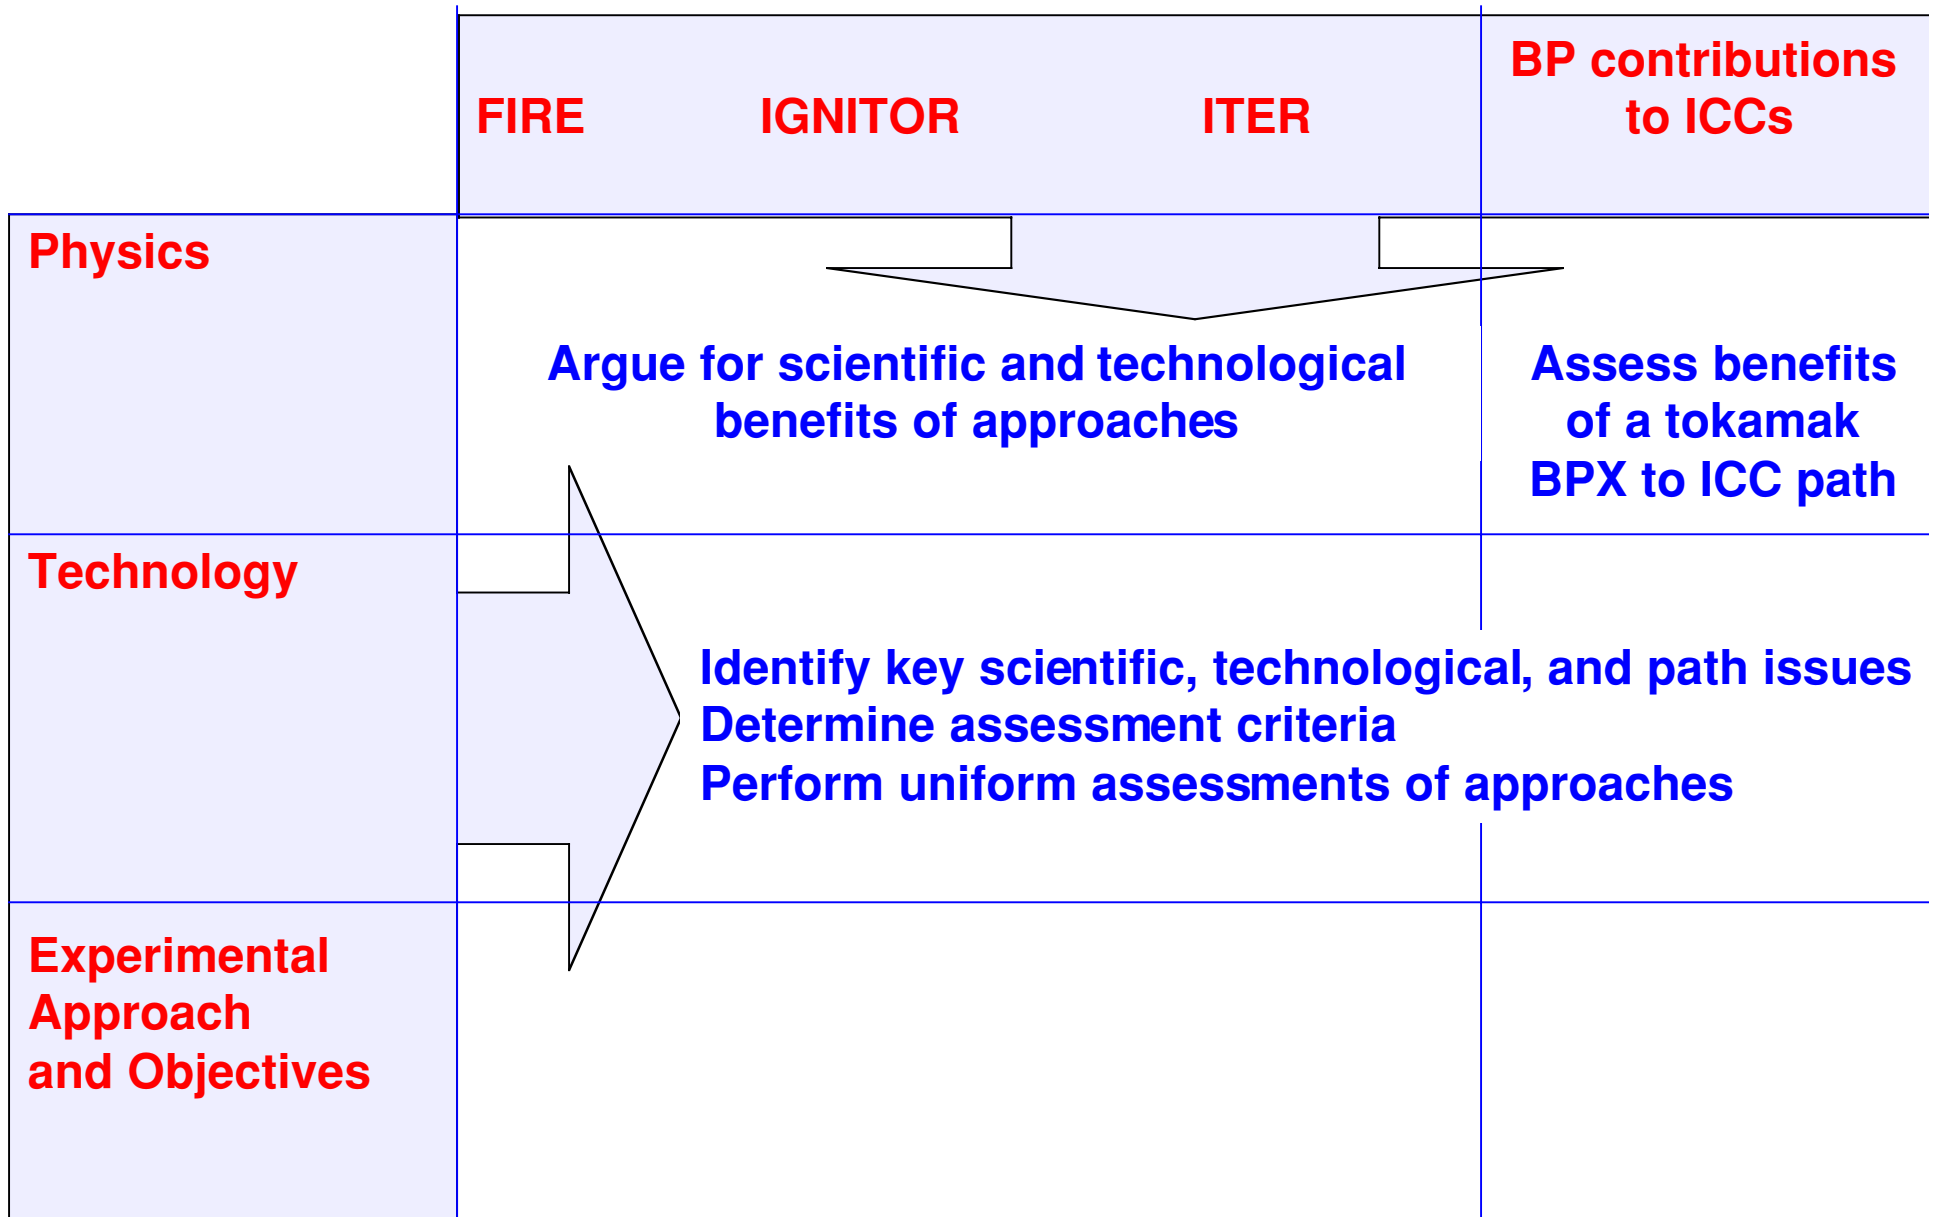 BP contributions
to ICCs
FIRE IGNITOR ITER
Physics
Argue for scientific and technological
benefits of approaches
Assess benefits
of a tokamak
BPX to ICC path
Technology
Identify key scientific, technological, and path issues
Determine assessment criteria
Perform uniform assessments of approaches
Experimental
Approach
and Objectives